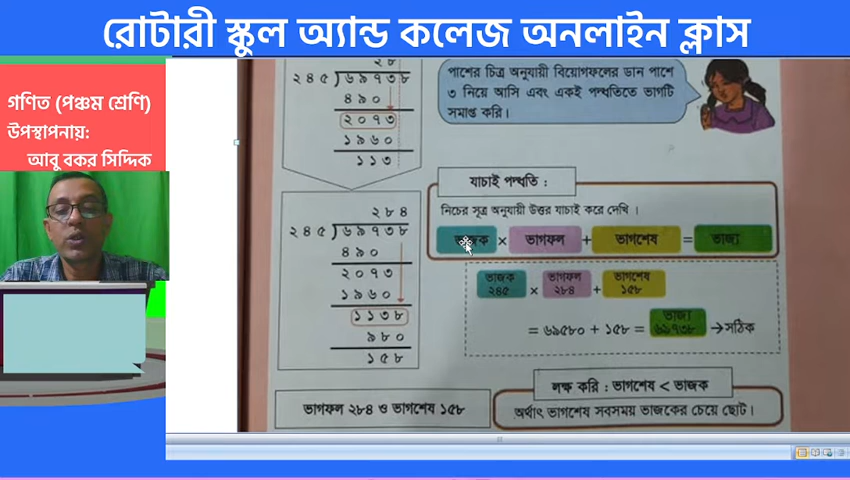 রোটারী স্কুল অ্যান্ড কলেজ অনলাইন ক্লাস
গণিত (পঞ্চম শ্রেণি)
উপস্থাপনায়:
আবু বকর সিদ্দিক
২৮
২৪৫) ৬৯৭৩৮
৪৯০
২০৭৩
১৯৬০
১১৩
পাশের চিত্র অনুযায়ী বিয়োগফলের ডান পাশে
৩ নিয়ে আসি এবং একই পদ্ধতিতে ভাগটি
সমাপ্ত করি।
২৮৪
২৪৫) ৬৯৭৩৮
৪৯০
২০৭৩
১৯৬০
১১৩৮
৯৮০
১৫৮
যাচাই পদ্ধতি :
নিচের সূত্র অনুযায়ী উত্তর যাচাই করে দেখি ।
ভাজক × ভাগফল + ভাগশেষ = ভাজ্য
ভাজক ভাগফল ভাগশেষ
২৪৫ × ২৮৪ + ১৫৮
ভাজ্য
= ৬৯৫৮০ + ১৫৮ = ৬৯৭৩৮ →সঠিক
ভাগফল ২৮৪ ও ভাগশেষ ১৫৮
লক্ষ করি : ভাগশেষ < ভাজক
অর্থাৎ ভাগশেষ সবসময় ভাজকের চেয়ে ছোট।